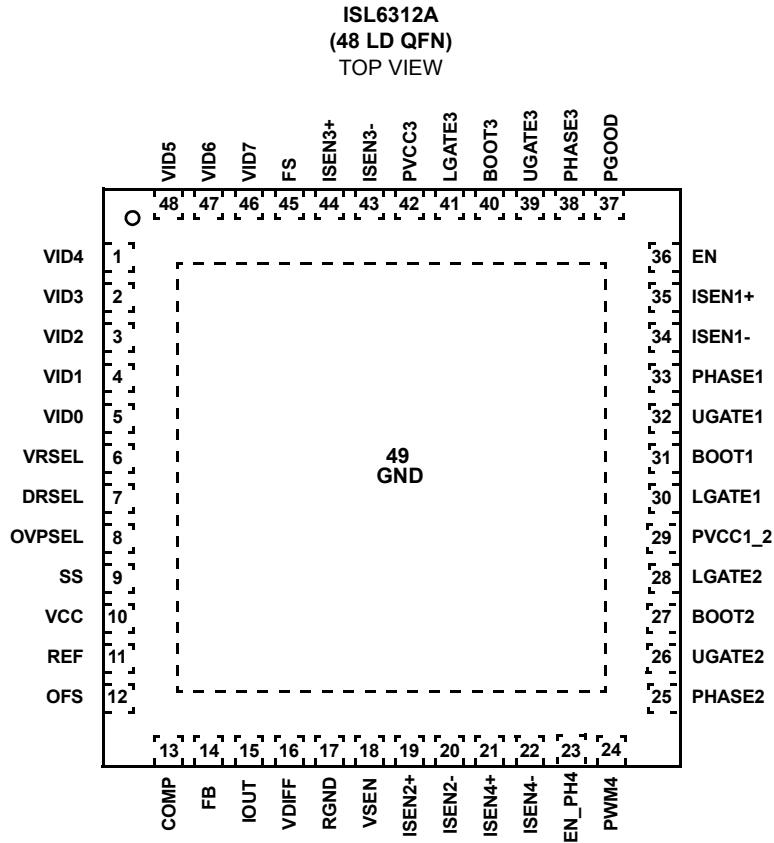 ISL6312A
(48 LD QFN)
TOP VIEW
VID5
VID6
VID7
FS
ISEN3+
ISEN3-
PVCC3
LGATE3
BOOT3
UGATE3
PHASE3
PGOOD
48
47
46
45
44
43
42
41
40
39
38
37
VID4 1
VID3 2
VID2 3
VID1 4
VID0 5
VRSEL 6
DRSEL 7
OVPSEL 8
SS 9
VCC 10
REF 11
OFS 12
49
GND
36 EN
35 ISEN1+
34 ISEN1-
33 PHASE1
32 UGATE1
31 BOOT1
30 LGATE1
29 PVCC1_2
28 LGATE2
27 BOOT2
26 UGATE2
25 PHASE2
13
14
15
16
17
18
19
20
21
22
23
24
COMP
FB
IOUT
VDIFF
RGND
VSEN
ISEN2+
ISEN2-
ISEN4+
ISEN4-
EN_PH4
PWM4